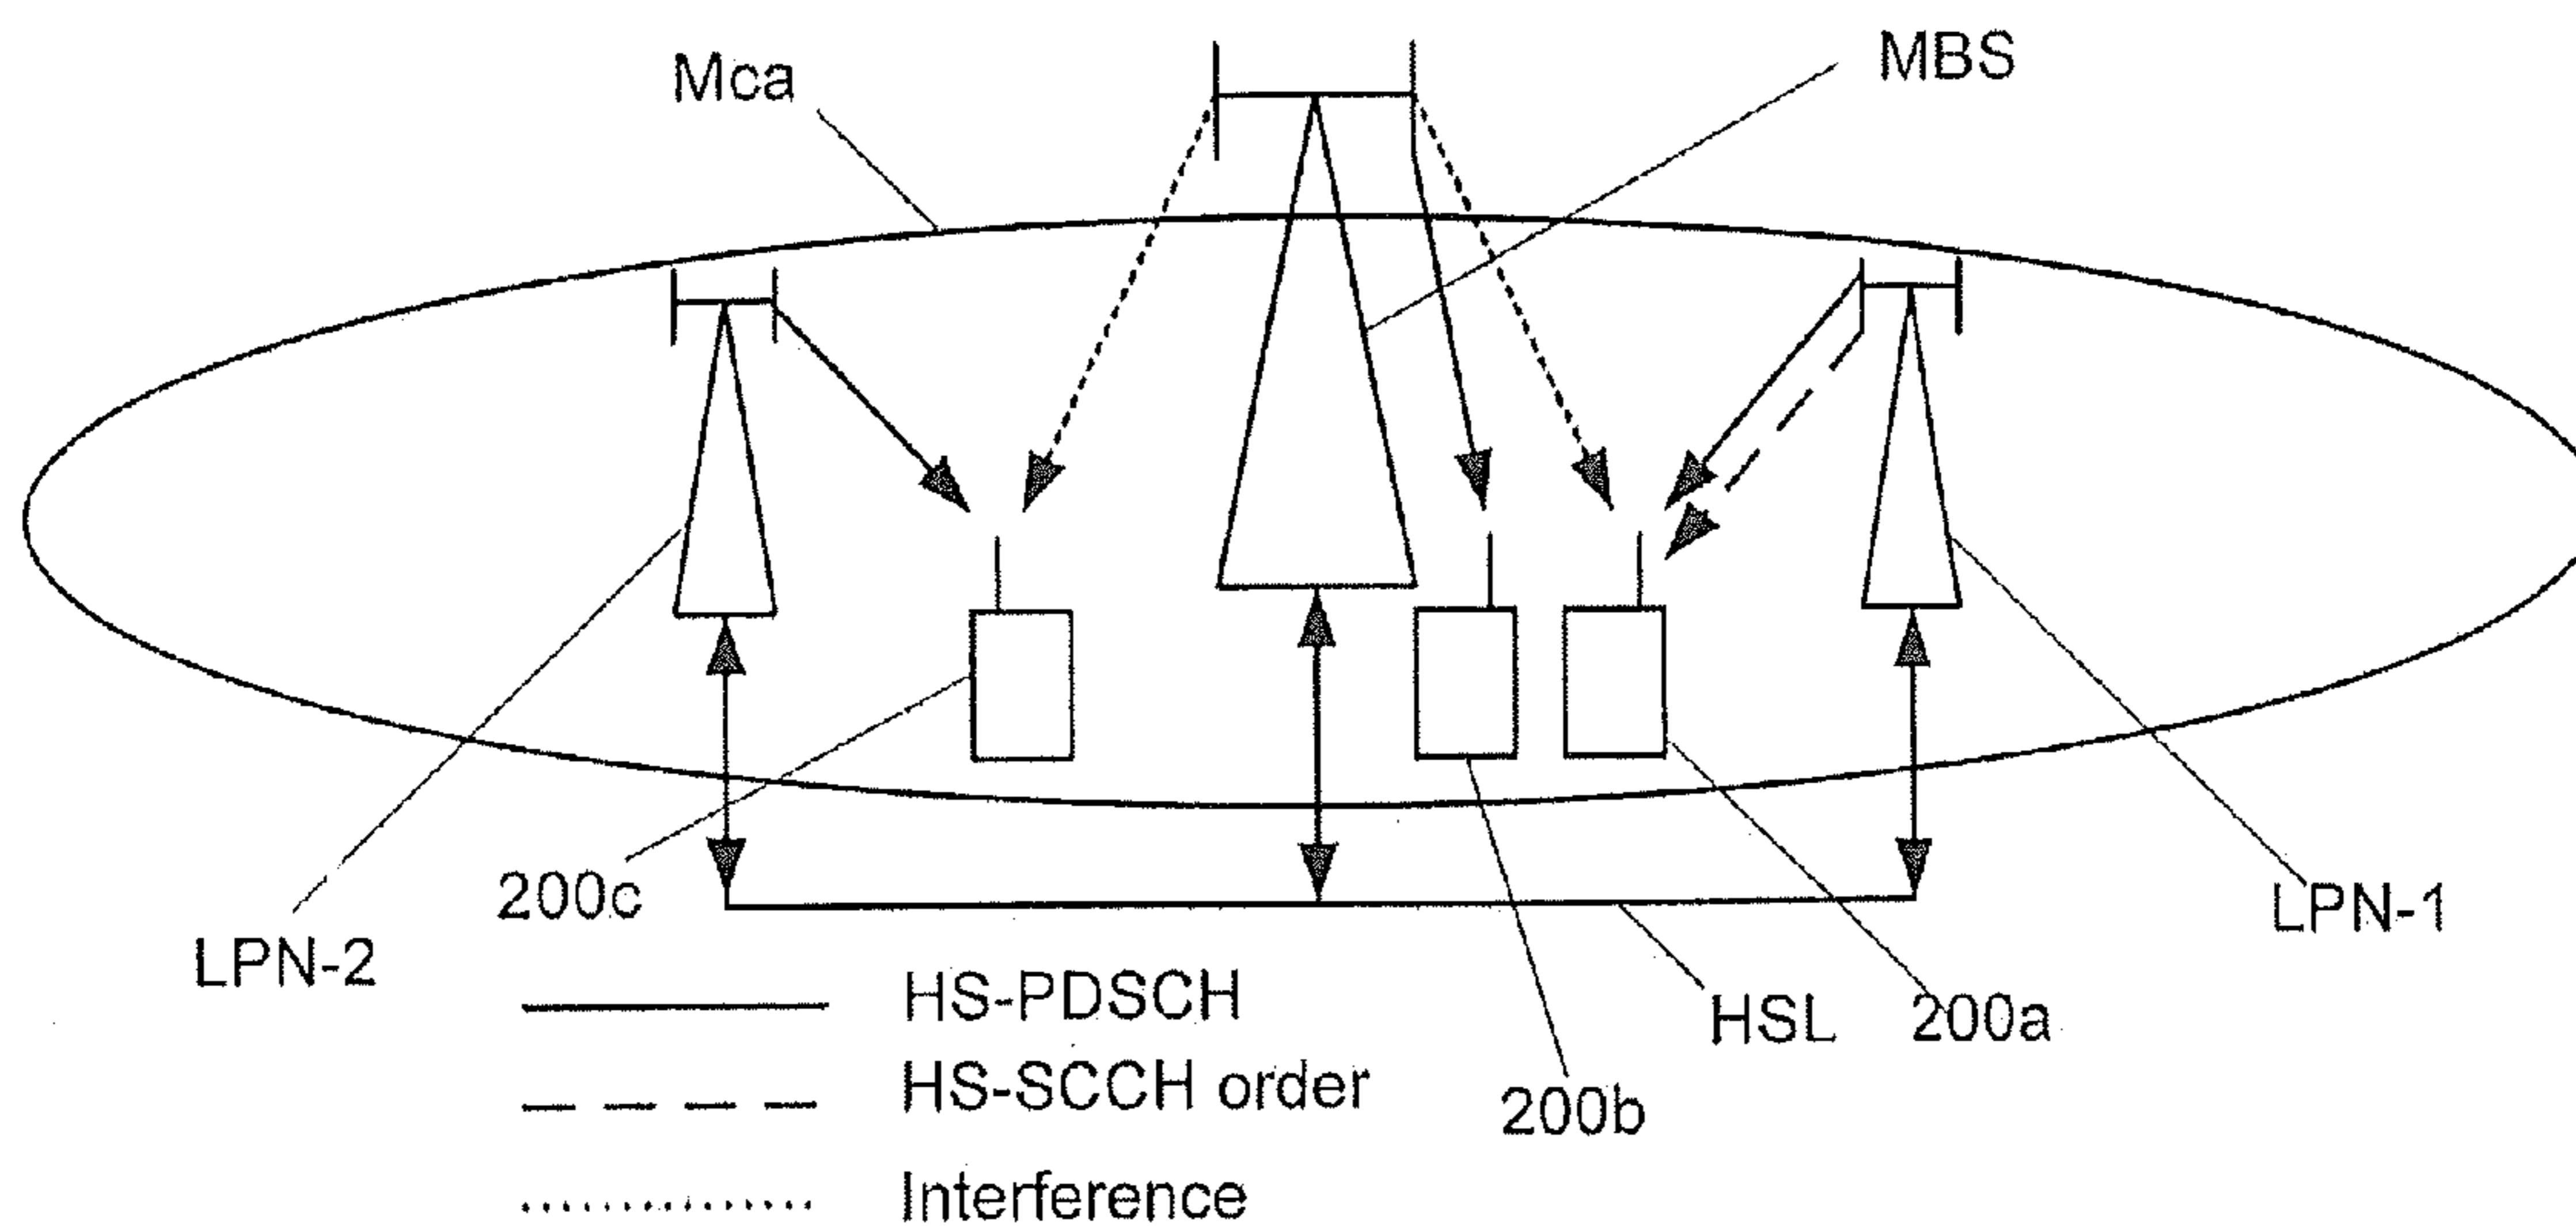 Mca
MBS
200c
LPN-2
LPN-1
HSL
200a
200b
HS-PDSCH
HS-SCCH order
Interference